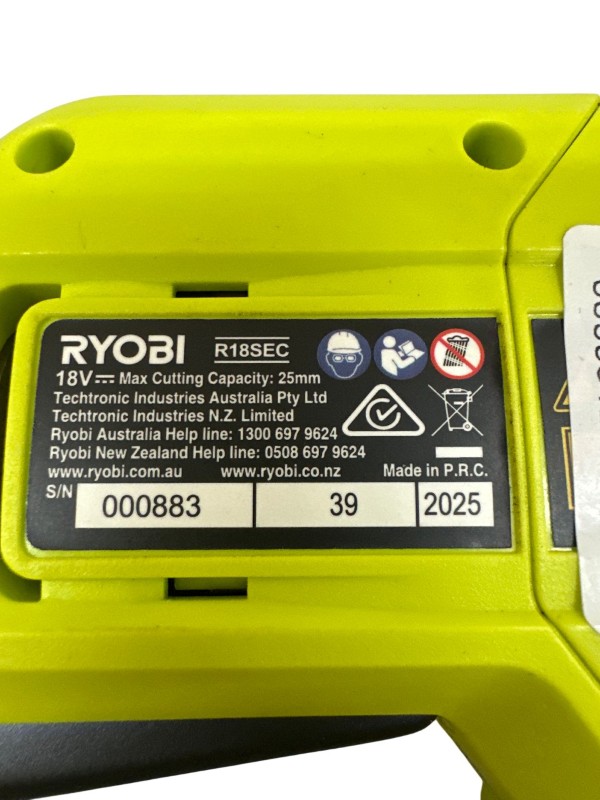 RYOBI R18SEC
18V Max Cutting Capacity: 25mm
Techtronic Industries Australia Pty Ltd
Techtronic Industries N.Z. Limited
Ryobi Australia Help line: 1300 697 9624
Ryobi New Zealand Help line: 0508 697 9624
www.ryobi.com.au www.ryobi.co.nz Made in P.R.C.
S/N 000883 39 2025